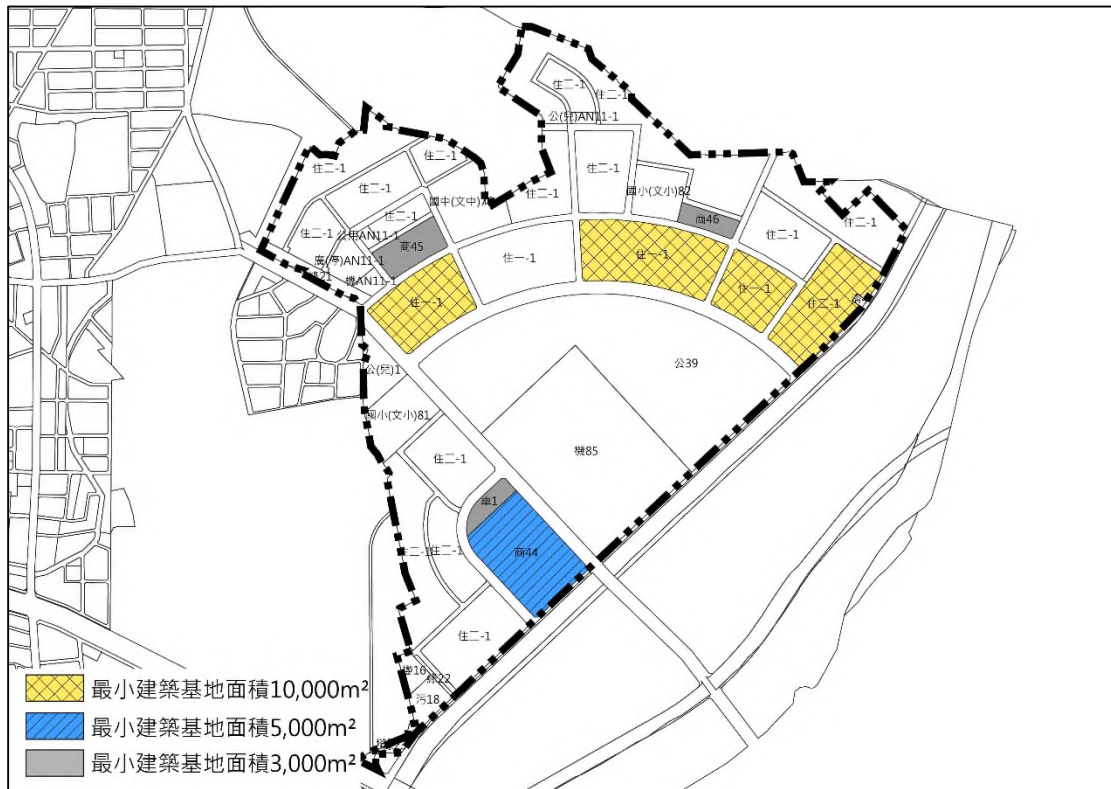 住二-1
住二-1
公(兒)AN11-1
住二-1
住二-1
住二-1
住二-1
國小(文小)82
國中(文中)7
住二-1
住二-1
商46
住二-1
住二-1
住二-1
公用AN11-1
商45
廣(停)AN11-1
機AN11-1
住一-1
住一-1
住一-1
住一-1
住二-1
公39
公(兒)1
國小(文小)81
機85
住二-1
車1
商44
住二-1
住二-1
住二-1
綠22
污18
最小建築基地面積10,000m²
最小建築基地面積5,000m²
最小建築基地面積3,000m²